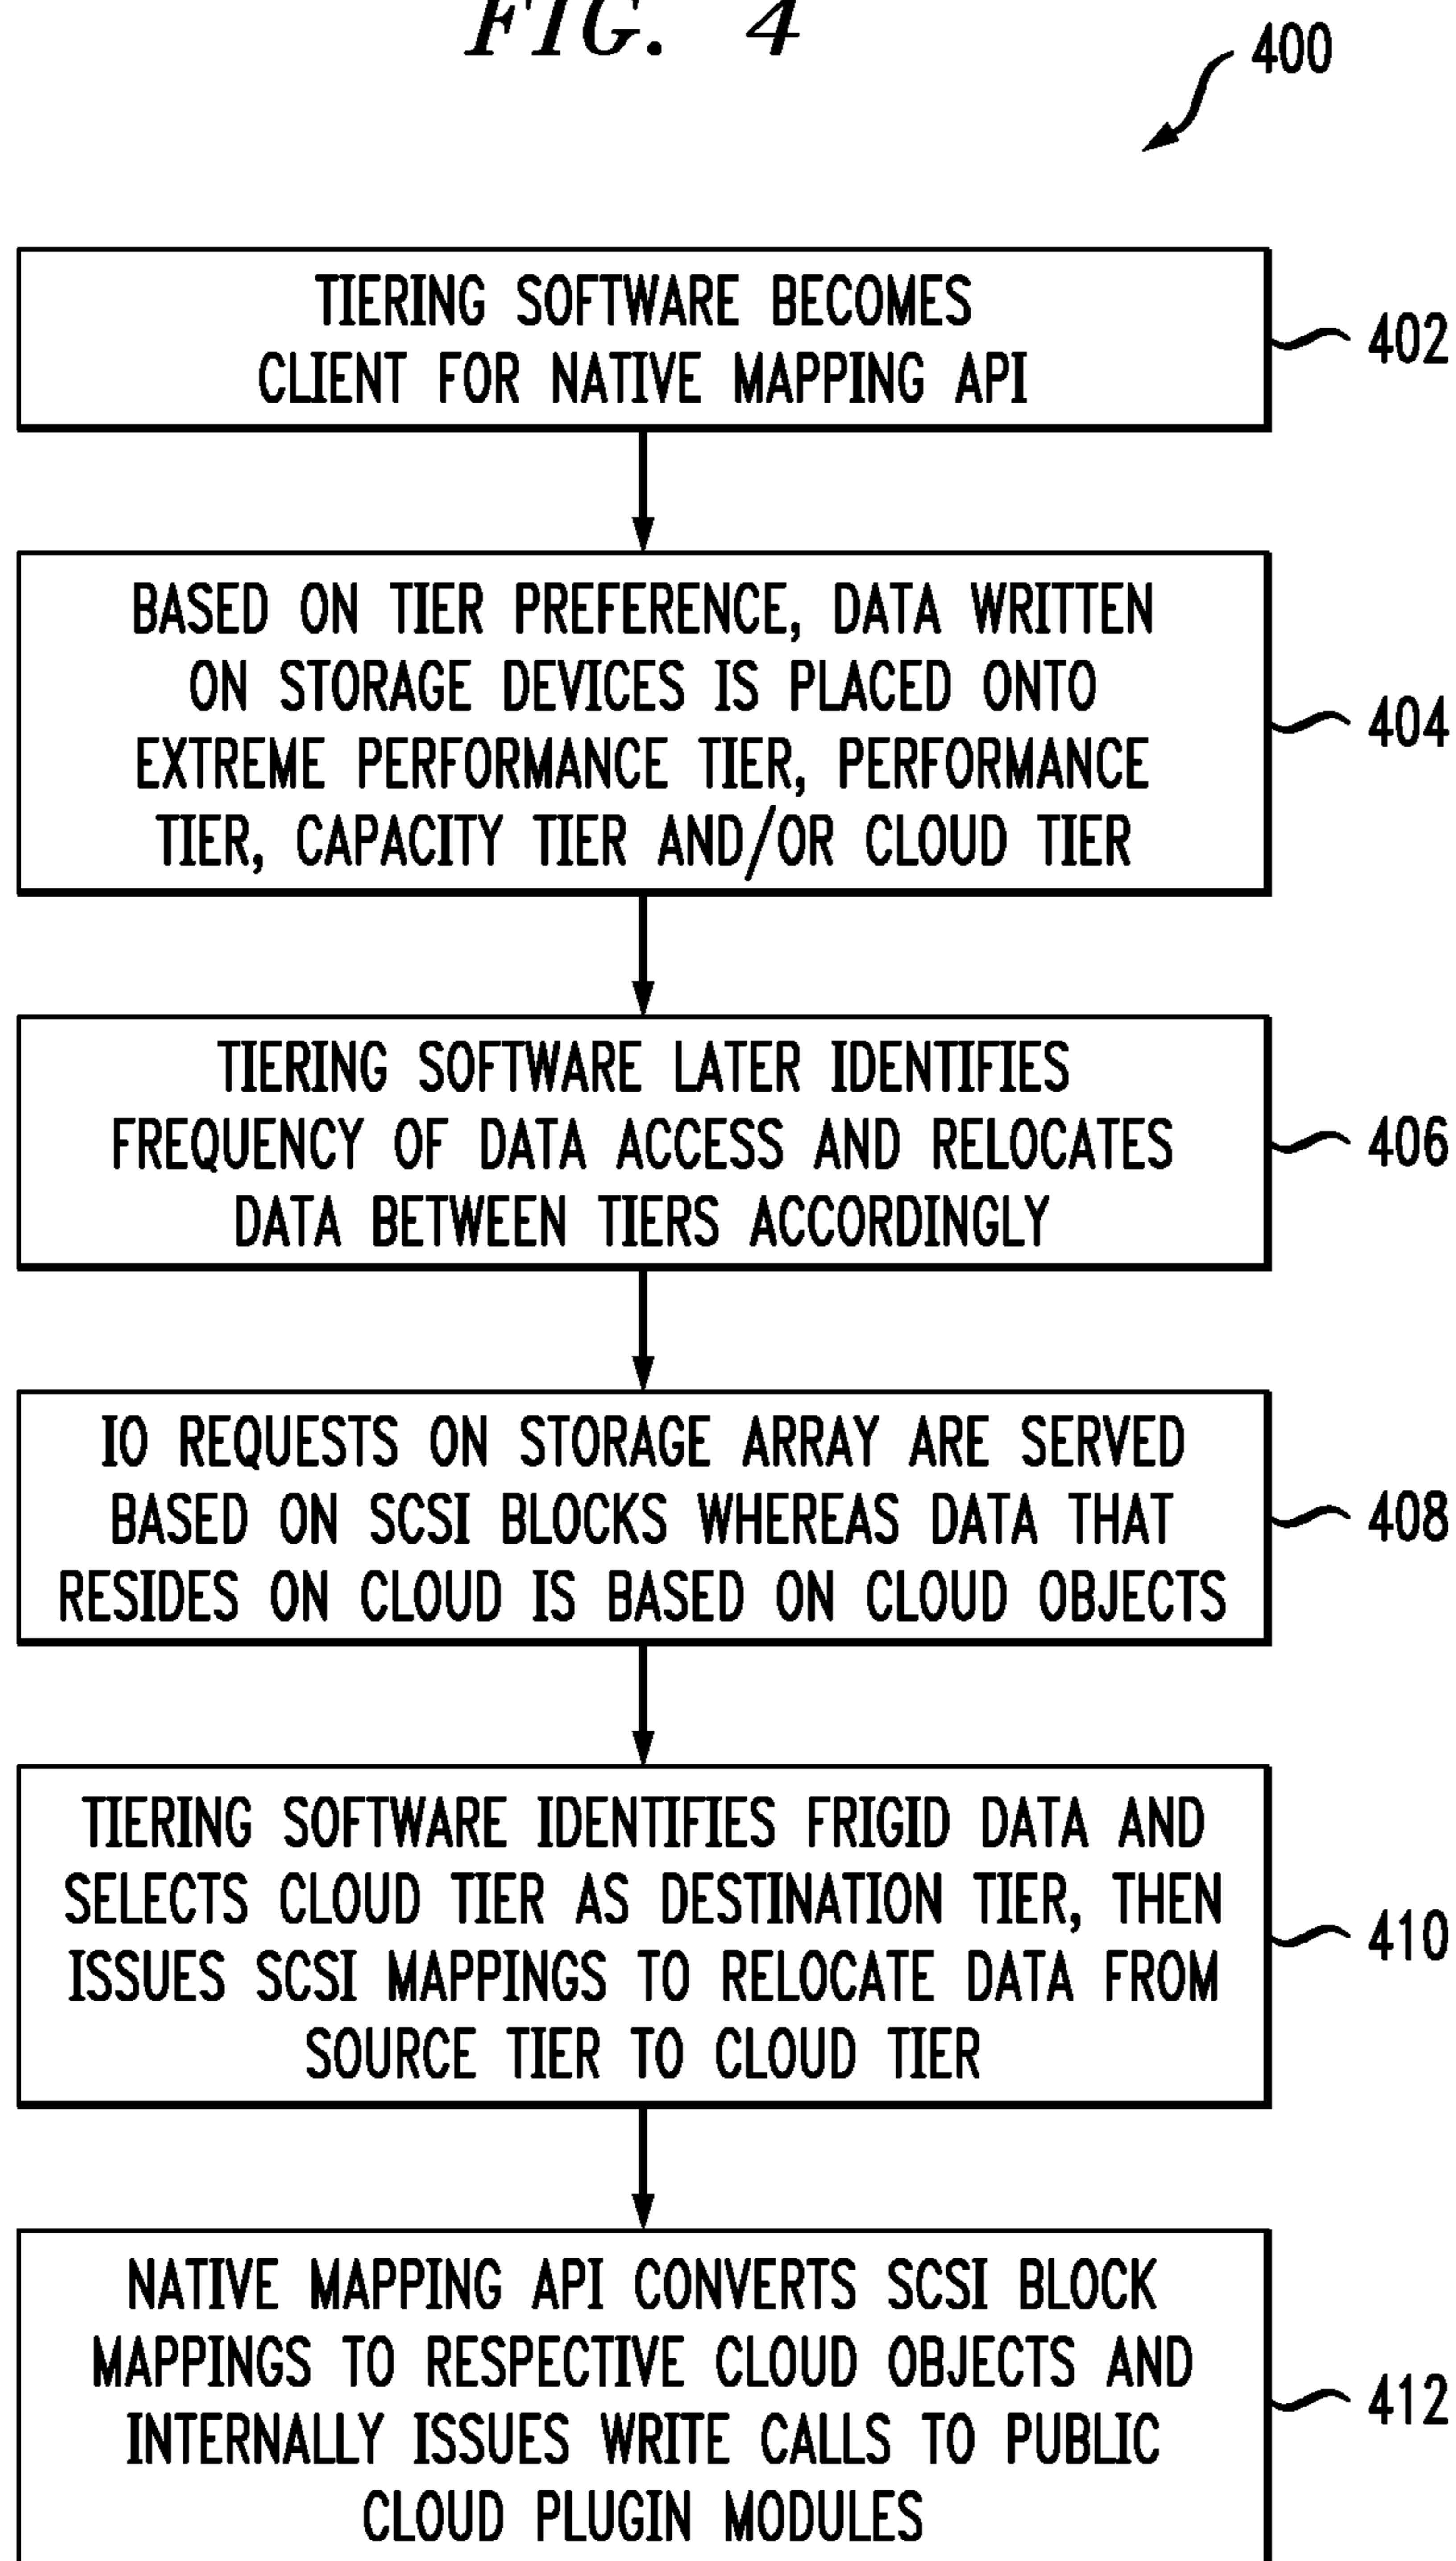 FIG. 4
400
TIERING SOFTWARE BECOMES
CLIENT FOR NATIVE MAPPING API
402
BASED ON TIER PREFERENCE, DATA WRITTEN
ON STORAGE DEVICES IS PLACED ONTO
EXTREME PERFORMANCE TIER, PERFORMANCE
TIER, CAPACITY TIER AND/OR CLOUD TIER
404
TIERING SOFTWARE LATER IDENTIFIES
FREQUENCY OF DATA ACCESS AND RELOCATES
DATA BETWEEN TIERS ACCORDINGLY
406
IO REQUESTS ON STORAGE ARRAY ARE SERVED
BASED ON SCSI BLOCKS WHEREAS DATA THAT
RESIDES ON CLOUD IS BASED ON CLOUD OBJECTS
408
TIERING SOFTWARE IDENTIFIES FRIGID DATA AND
SELECTS CLOUD TIER AS DESTINATION TIER, THEN
ISSUES SCSI MAPPINGS TO RELOCATE DATA FROM
SOURCE TIER TO CLOUD TIER
410
NATIVE MAPPING API CONVERTS SCSI BLOCK
MAPPINGS TO RESPECTIVE CLOUD OBJECTS AND
INTERNALLY ISSUES WRITE CALLS TO PUBLIC
CLOUD PLUGIN MODULES
412